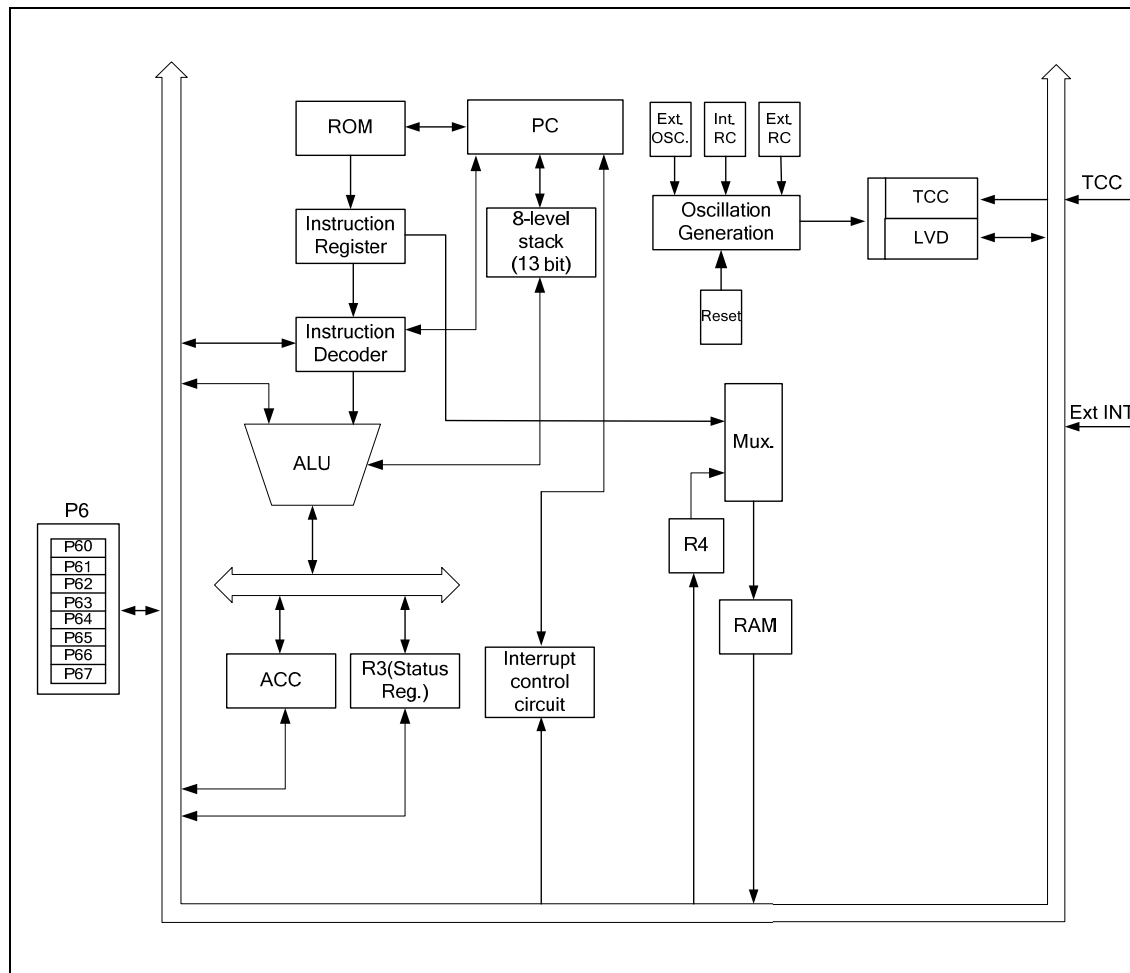 ROM
PC
Ext.
OSC.
Int.
RC
Ext.
RC
Instruction
Register
8-level
stack
(13 bit)
Oscillation
Generation
TCC
LVD
TCC
Reset
Instruction
Decoder
Mux.
Ext INT
ALU
P6
P60
P61
P62
P63
P64
P65
P66
P67
R4
RAM
ACC
R3(Status
Reg.)
Interrupt
control
circuit